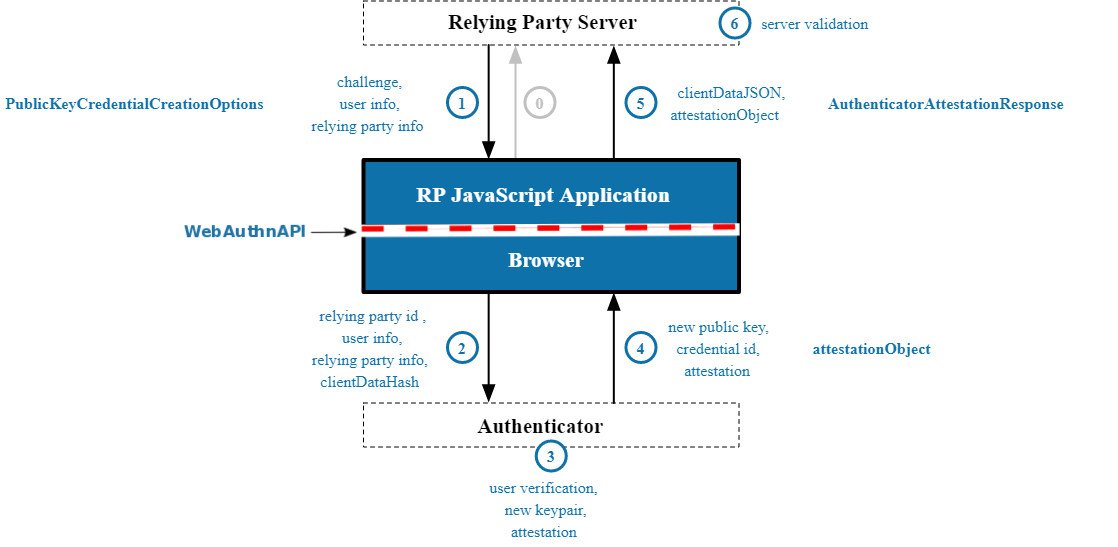 Relying Party Server
6
server validation
challenge,
user info,
relying party info
PublicKeyCredentialCreationOptions
1
0
5
clientDataJSON,
attestationObject
AuthenticatorAttestationResponse
RP JavaScript Application
WebAuthnAPI
Browser
relying party id ,
user info,
relying party info,
clientDataHash
2
4
new public key,
credential id,
attestation
attestationObject
Authenticator
3
user verification,
new keypair,
attestation